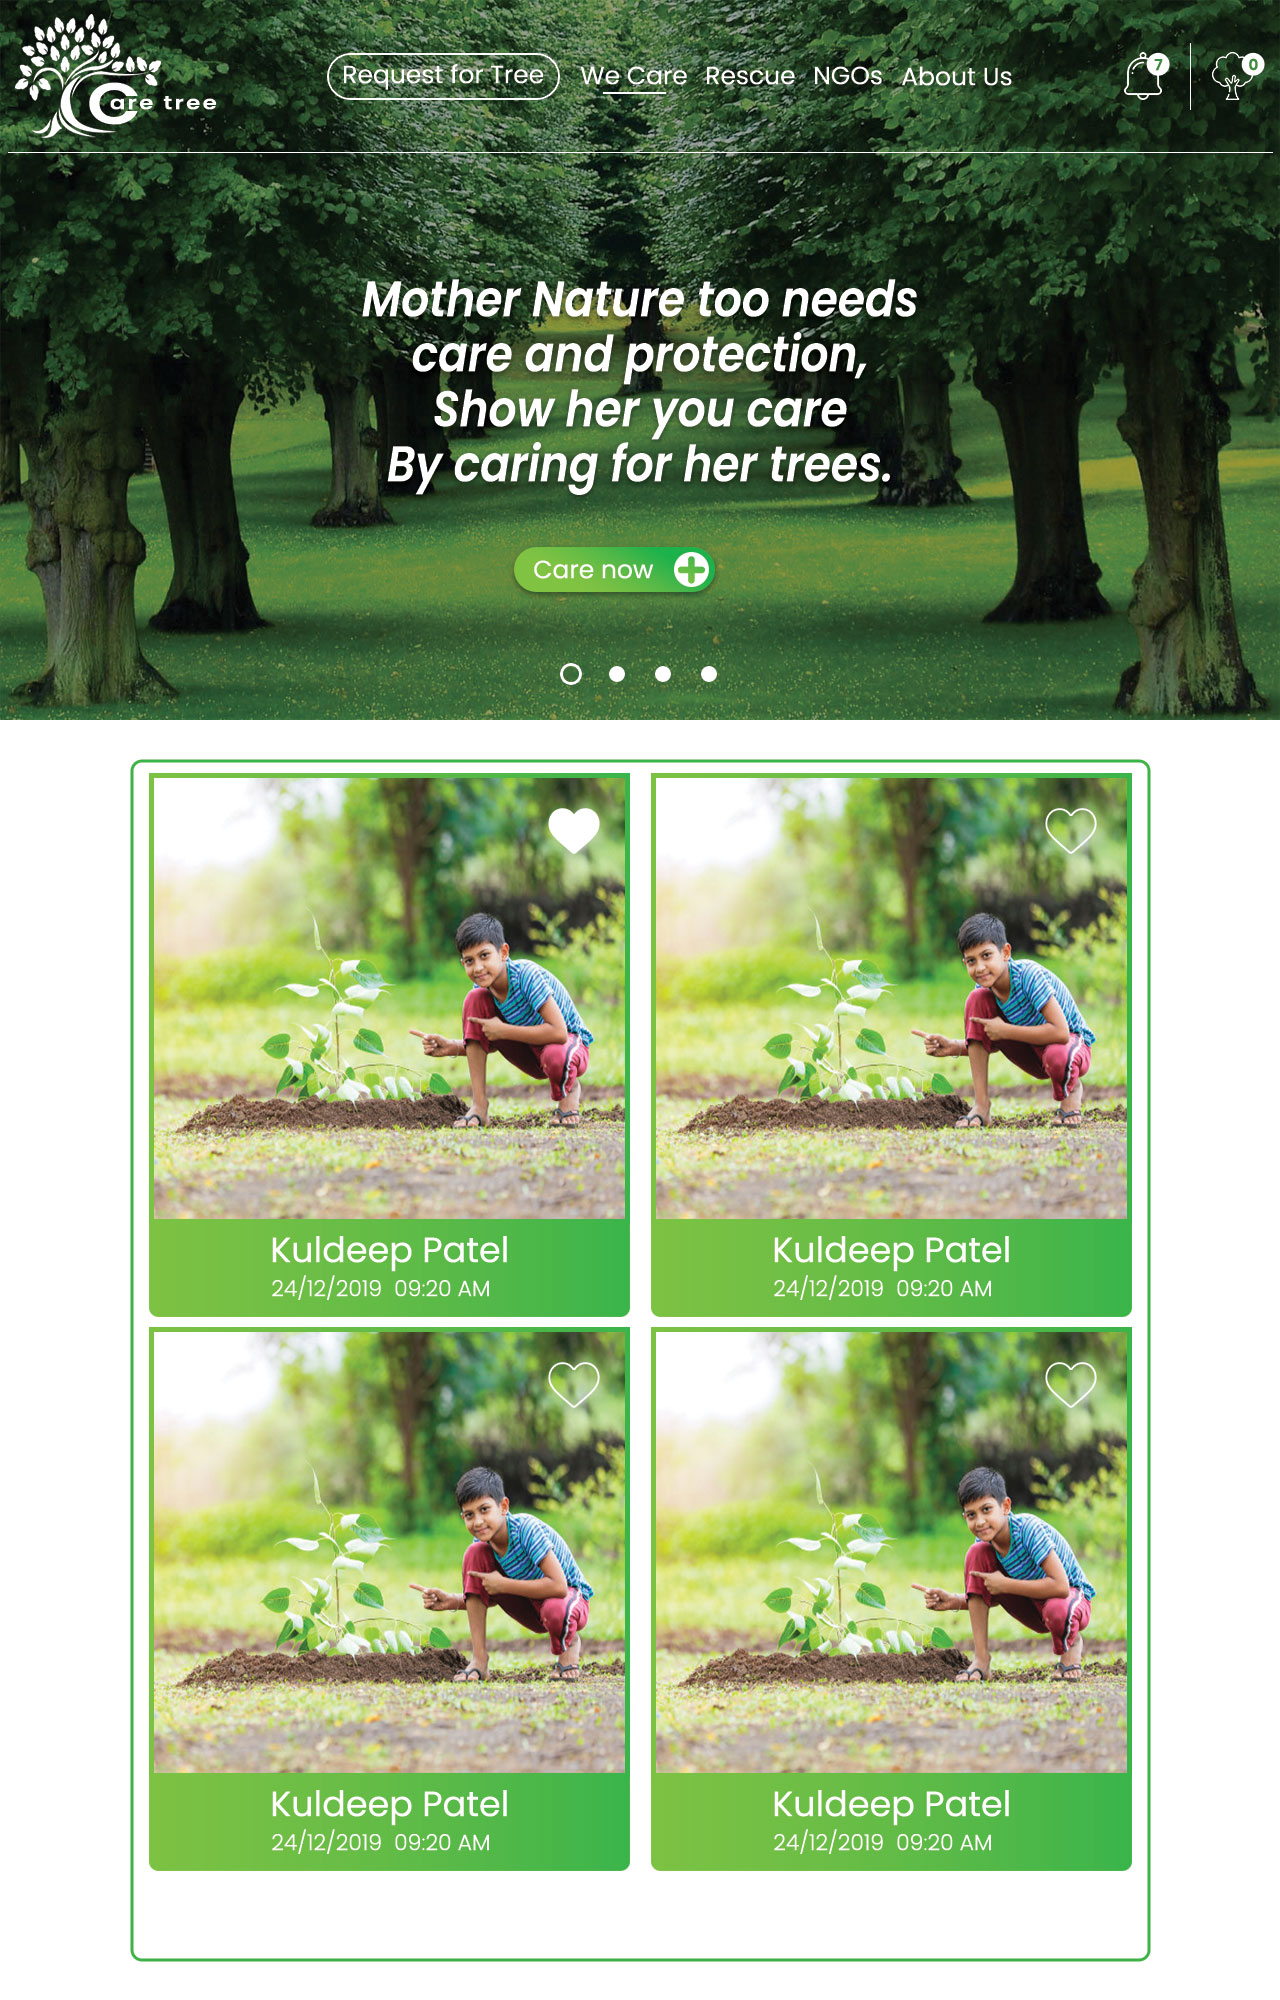 Care tree
Request for Tree
We Care
Rescue
NGOs
About Us
7
0
Mother Nature too needs
care and protection,
Show her you care
By caring for her trees.
Care now
Kuldeep Patel
24/12/2019 09:20 AM
Kuldeep Patel
24/12/2019 09:20 AM
Kuldeep Patel
24/12/2019 09:20 AM
Kuldeep Patel
24/12/2019 09:20 AM